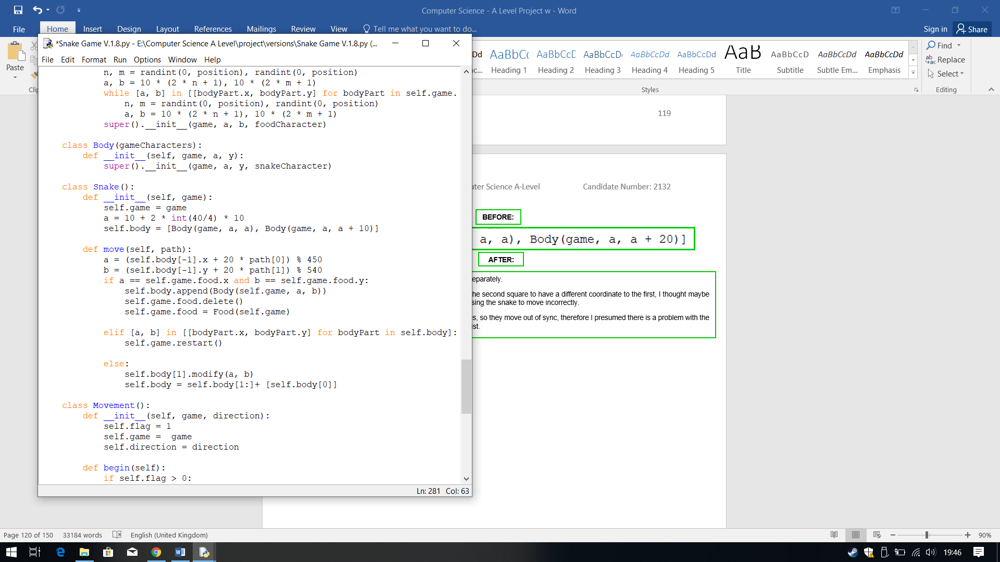 Computer Science - A Level Project w - Word
File Home Insert Design Layout References Mailings Review View Tell me what you want to do...
Sign in Share
Paste
AaBbC AaBbCcD AaBbCcD AaBbCcDd AaBbCcDd AaB AaBbCcD AaBbCcDd AaBbCcDd
Heading 1 Heading 2 Heading 3 Heading 4 Heading 5 Title Subtitle Subtle Em... Emphasis
Styles
Find
Replace
Select
Editing
*Snake Game V.1.8.py - E:\Computer Science A Level\project\versions\Snake Game V.1.8.py (...
File Edit Format Run Options Window Help
n, m = randint(0, position), randint(0, position)
a, b = 10 * (2 * n + 1), 10 * (2 * m + 1)
while [a, b] in [[bodyPart.x, bodyPart.y] for bodyPart in self.game.
n, m = randint(0, position), randint(0, position)
a, b = 10 * (2 * n + 1), 10 * (2 * m + 1)
super().__init__(game, a, b, foodCharacter)
class Body(gameCharacters):
def __init__(self, game, a, y):
super().__init__(game, a, y, snakeCharacter)
class Snake():
def __init__(self, game):
self.game = game
a = 10 + 2 * int(40/4) * 10
self.body = [Body(game, a, a), Body(game, a, a + 10)]
def move(self, path):
a = (self.body[-1].x + 20 * path[0]) % 450
b = (self.body[-1].y + 20 * path[1]) % 540
if a == self.game.food.x and b == self.game.food.y:
self.body.append(Body(self.game, a, b))
self.game.food.delete()
self.game.food = Food(self.game)
elif [a, b] in [[bodyPart.x, bodyPart.y] for bodyPart in self.body]:
self.game.restart()
else:
self.body[1].modify(a, b)
self.body = self.body[1:]+ [self.body[0]]
class Movement():
def __init__(self, game, direction):
self.flag = 1
self.game =  game
self.direction = direction
def begin(self):
if self.flag > 0:
Ln: 281 Col: 63
119
Science A-Level Candidate Number: 2132
BEFORE:
a, a), Body(game, a, a + 20)]
AFTER:
second square to have a different coordinate to the first, I thought maybe
the snake to move incorrectly.
so they move out of sync, therefore I presumed there is a problem with the
Page 120 of 150 33184 words English (United Kingdom)
90%
19:46